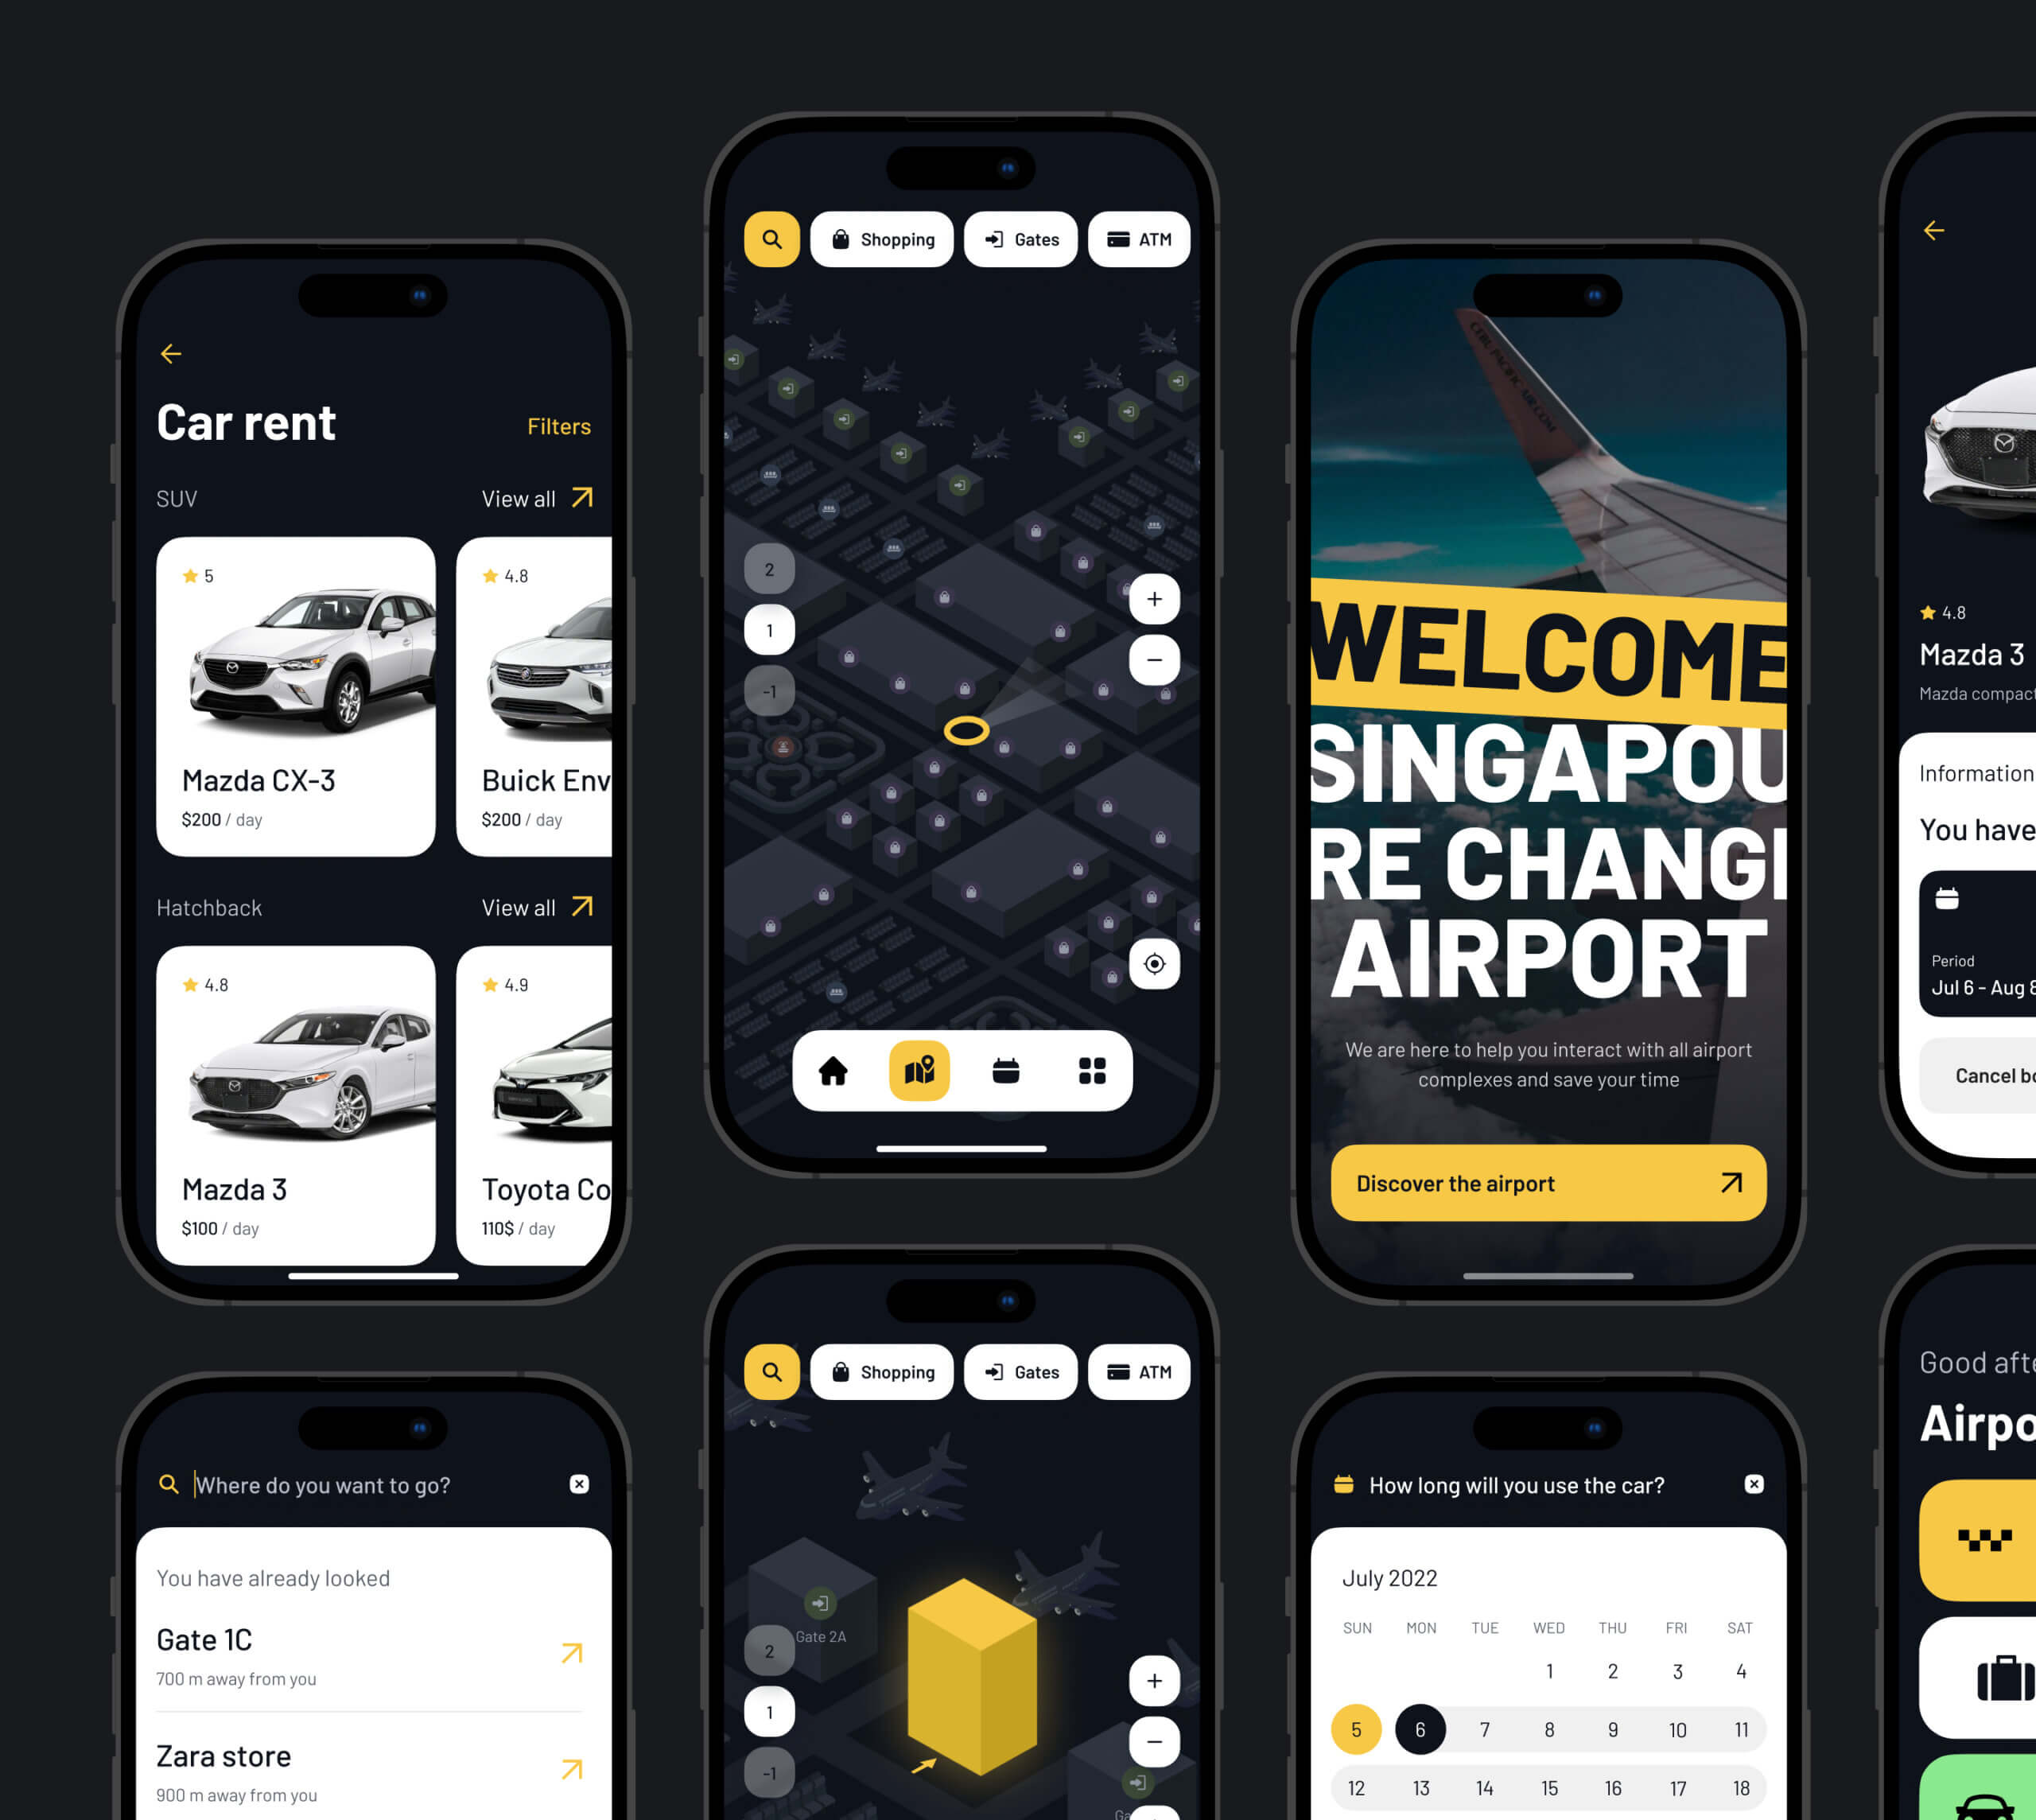 Car rent
Filters
SUV
View all
5
4.8
Mazda CX-3
$200 / day
Buick Env
$200 / day
Hatchback
View all
4.8
4.9
Mazda 3
$100 / day
Toyota Co
110$ / day
Shopping
Gates
ATM
2
1
-1
+
−
CEBU-PACIFIC-AIR.COM
WELCOME
SINGAPOU
RE CHANGI
AIRPORT
We are here to help you interact with all airport
complexes and save your time
Discover the airport
4.8
Mazda 3
Mazda compact
Information
You have
Period
Jul 6 - Aug 8
Cancel bo
Where do you want to go?
You have already looked
Gate 1C
700 m away from you
Zara store
900 m away from you
Shopping
Gates
ATM
Gate 2A
2
1
-1
+
−
Ga
How long will you use the car?
July 2022
SUN MON TUE WED THU FRI SAT
1 2 3 4
5 6 7 8 9 10 11
12 13 14 15 16 17 18
Good afte
Airpo